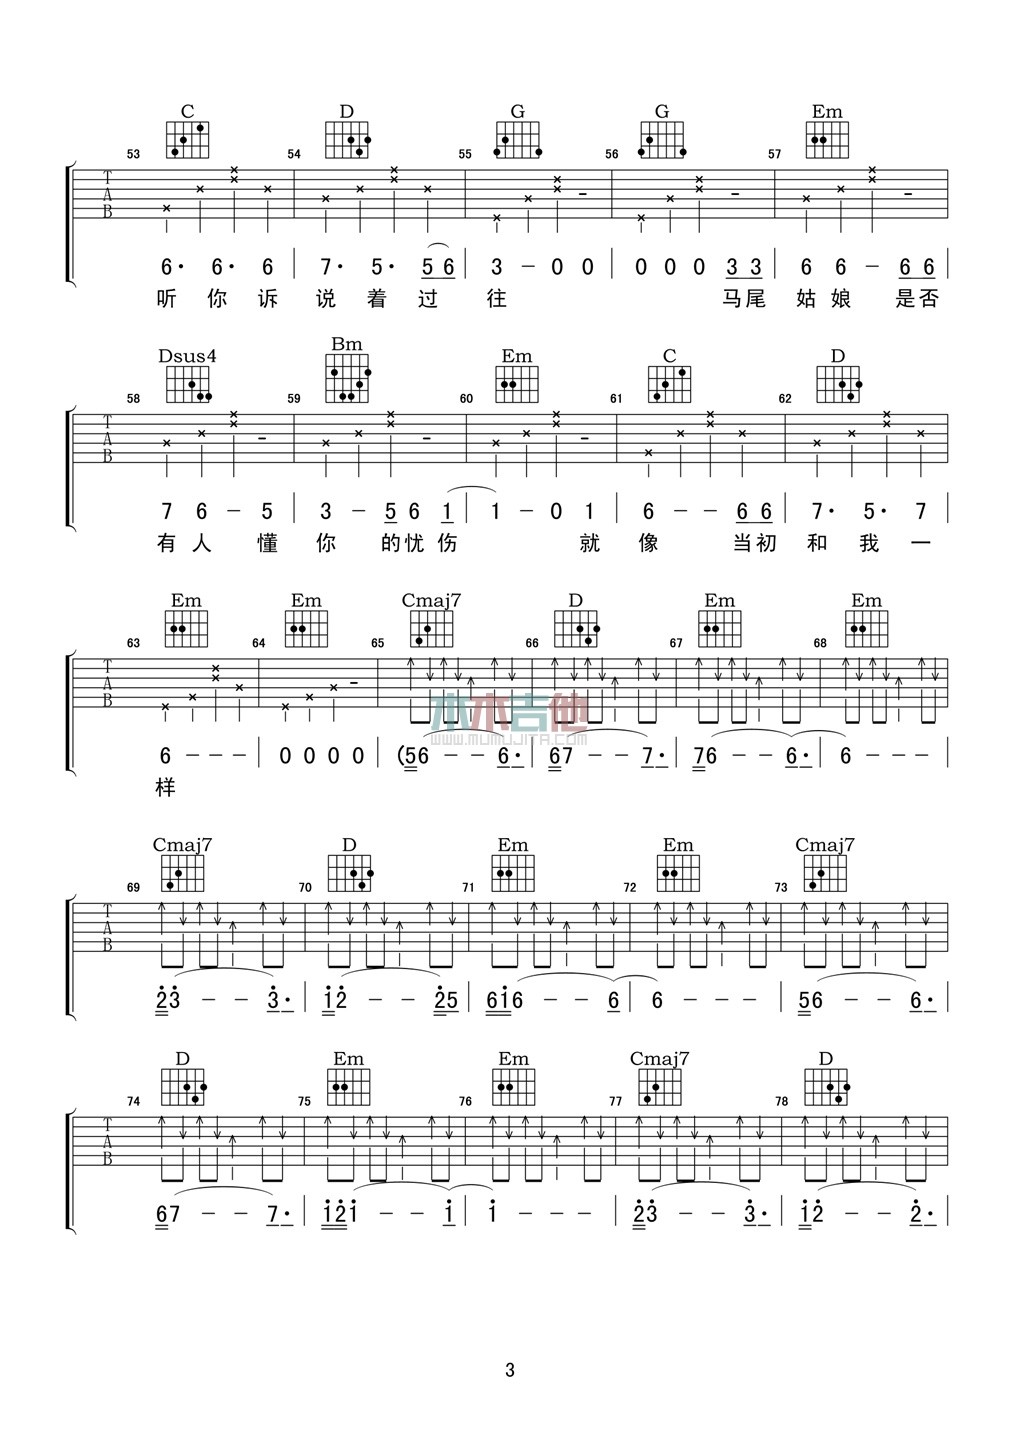 C D G G Em
53 54 55 56 57
T A B
6· 6· 6 | 7· 5· 56 | 3 - 0 0 | 0 0 0 33 | 6 6 - 66
听 你 诉 说 着 过 往 马尾 姑 娘 是否
Dsus4 Bm Em C D
58 59 60 61 62
T A B
7 6 - 5 | 3 - 5 6 1 | 1 - 0 1 | 6 - - 66 | 7· 5· 7
有 人 懂 你 的忧 伤 就 像 当初 和 我 一
Em Em Cmaj7 D Em Em
63 64 65 66 67 68
T A B
6 - - - | 0 0 0 0 | (56 - - 6· | 67 - - 7· | 76 - - 6· | 6 - - -
样
木木吉他
WWW.MUMUJITA.COM
Cmaj7 D Em Em Cmaj7
69 70 71 72 73
T A B
23 - - 3· | 12 - - 25 | 616 - - 6 | 6 - - - | 56 - - 6·
D Em Em Cmaj7 D
74 75 76 77 78
T A B
67 - - 7· | 121 - - 1 | 1 - - - | 23 - - 3· | 12 - - 2·
3